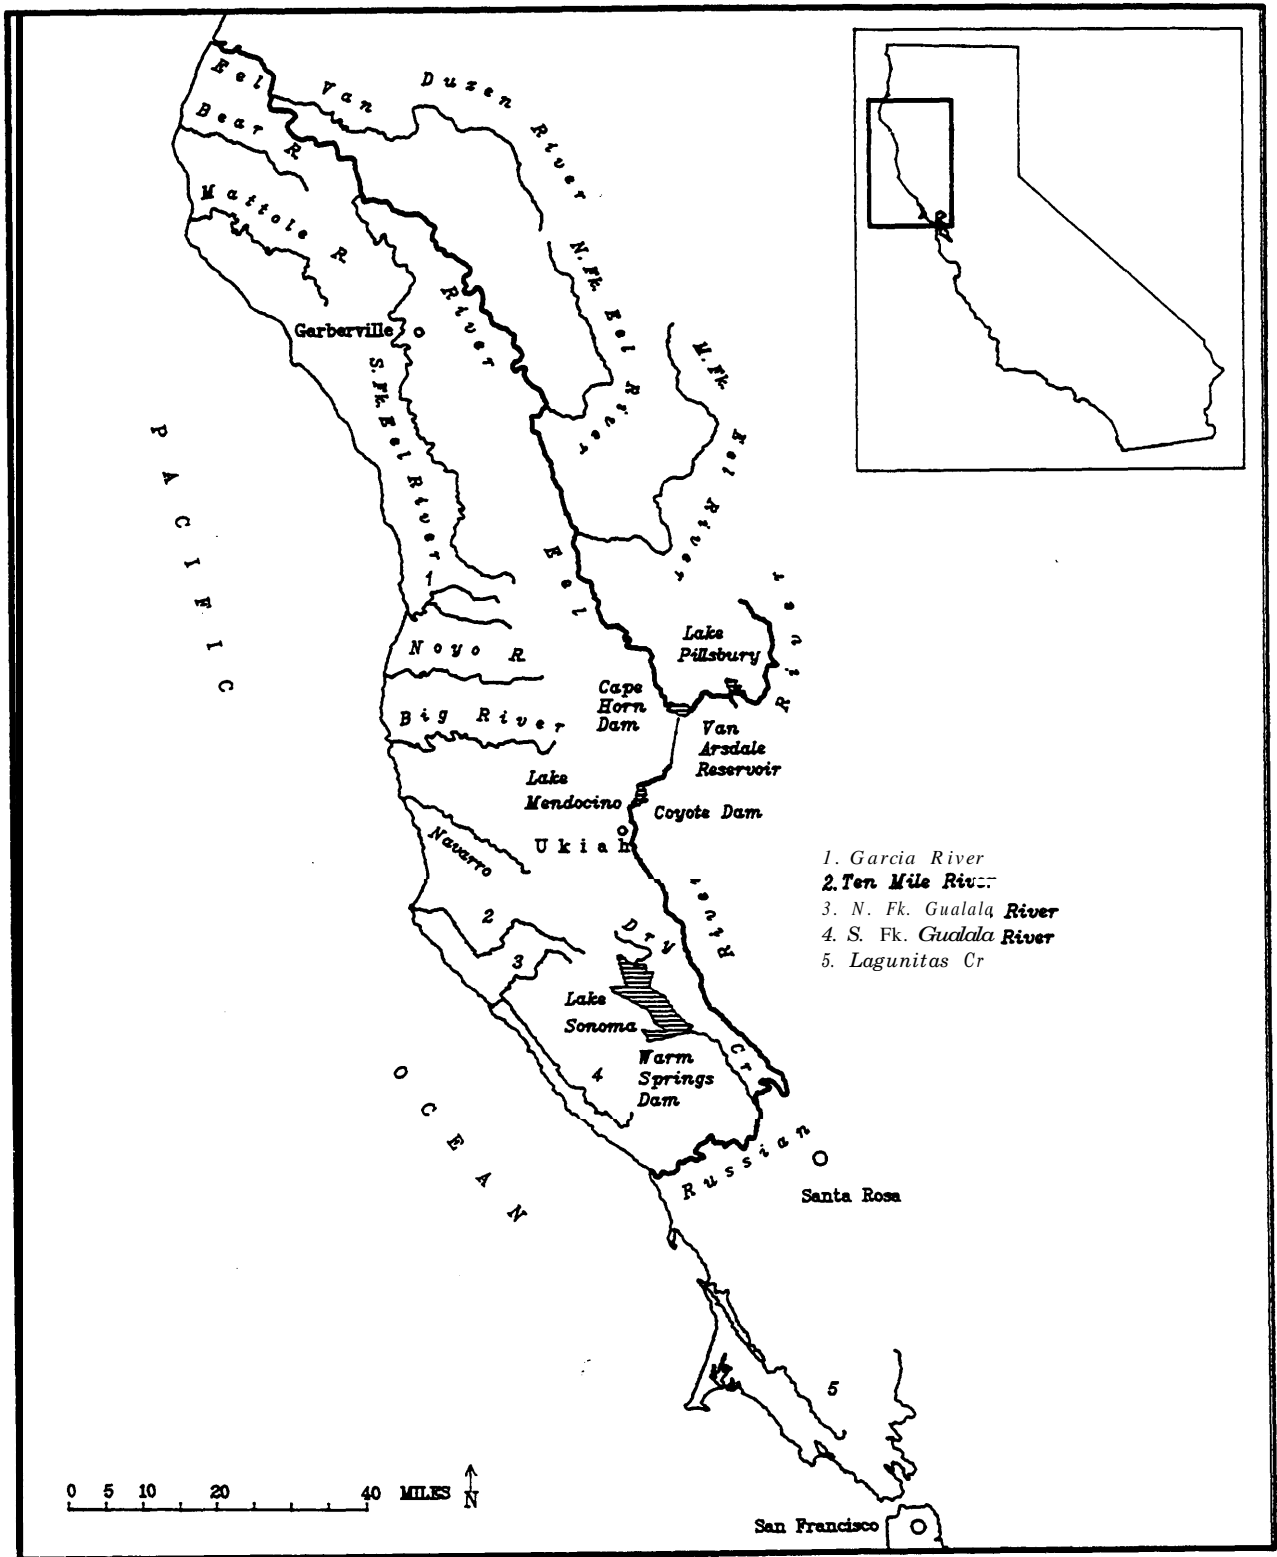 Eel
River
Van Duzen River
Bear R
Mattole R
N. Fk. Eel River
Garberville
S. Fk. Eel River
M. Fk. Eel River
PACIFIC
OCEAN
1
Eel
River
Noyo R
Lake
Pillsbury
Cape
Horn
Dam
Big River
Van
Arsdale
Reservoir
Lake
Mendocino
Coyote Dam
Ukiah
Navarro
1. Garcia River
2. Ten Mile River
3. N. Fk. Gualala River
4. S. Fk. Gualala River
5. Lagunitas Cr
2
3
Dry
Cr
Lake
Sonoma
Warm
Springs
Dam
4
Russian
River
Santa Rosa
5
0 5 10 20 40 MILES
N
San Francisco